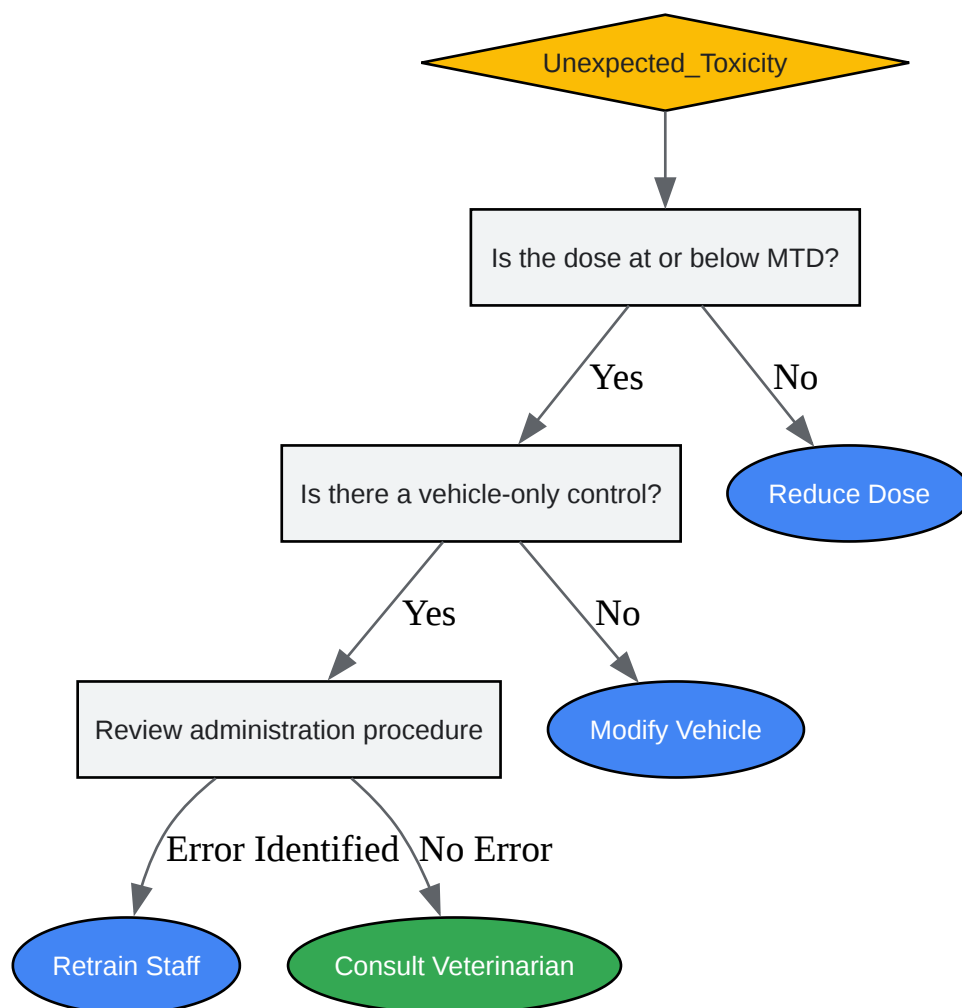 Unexpected_Toxicity
Is the dose at or below MTD?
Yes
No
Is there a vehicle-only control?
Reduce Dose
Yes
No
Review administration procedure
Modify Vehicle
Error Identified
No Error
Retrain Staff
Consult Veterinarian